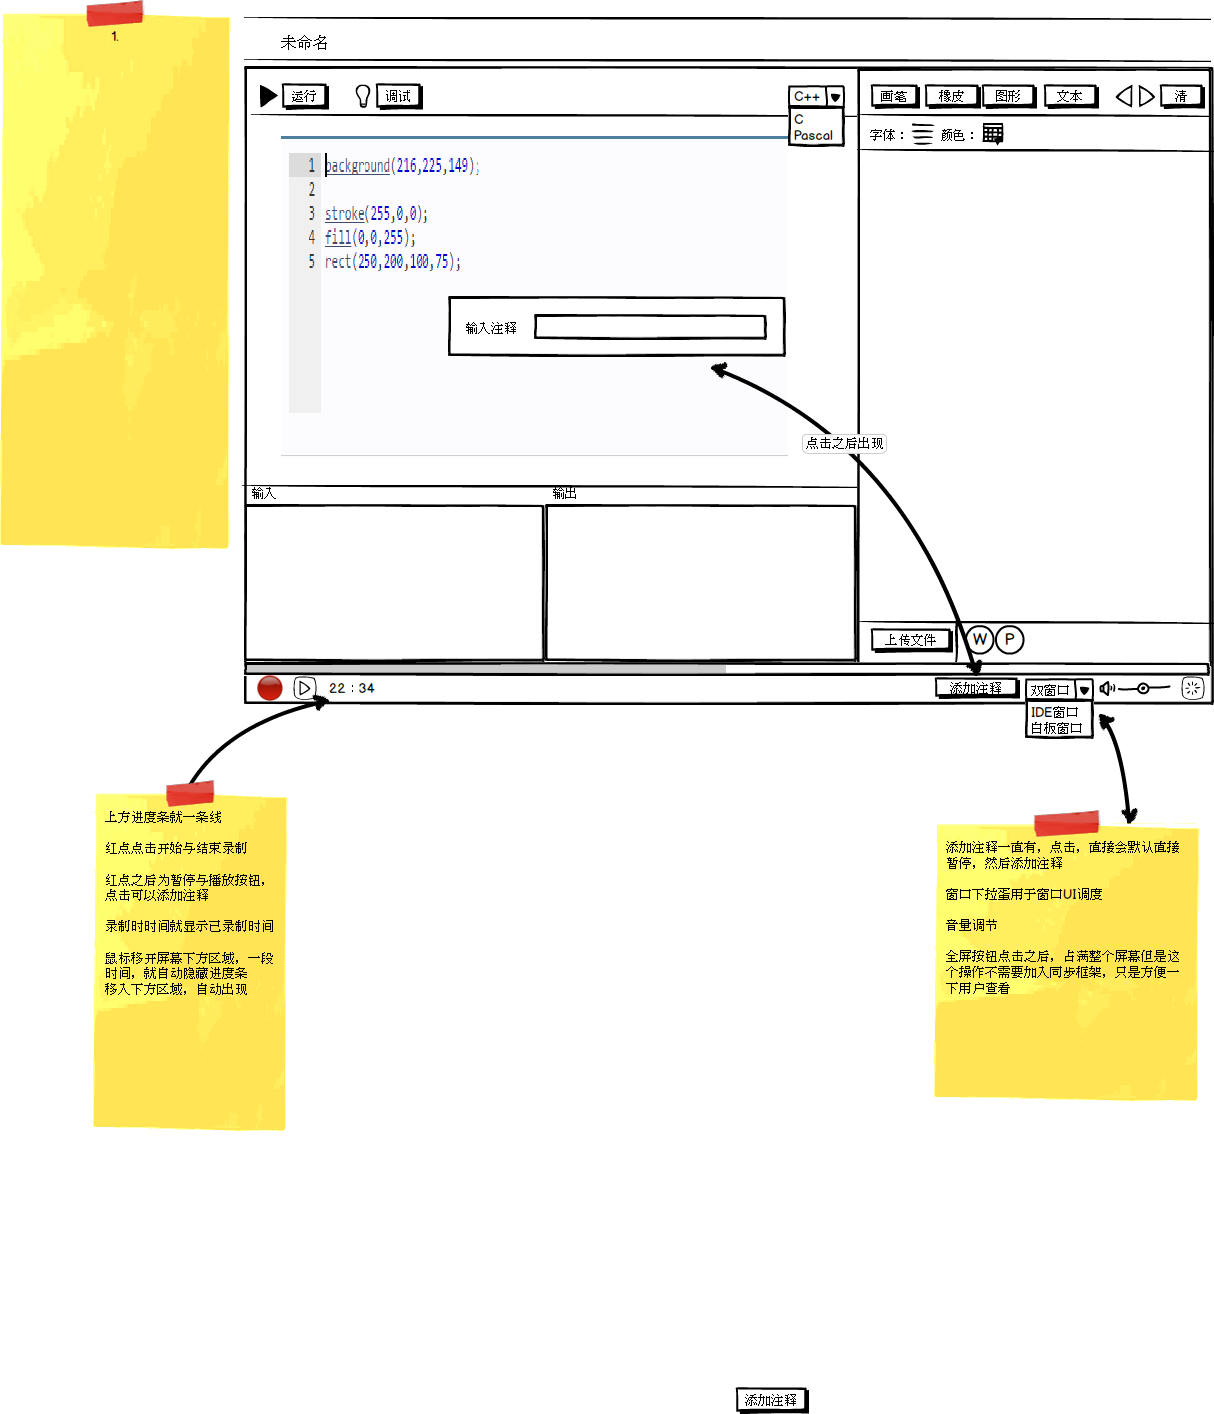 1.
未命名
运行
调试
C++
C
Pascal
画笔
橡皮
图形
文本
清
字体：
颜色：
1 background(216,225,149);
2
3 stroke(255,0,0);
4 fill(0,0,255);
5 rect(250,200,100,75);
输入注释
点击之后出现
输入
输出
上传文件
W
P
22 : 34
添加注释
双窗口
IDE窗口
白板窗口
上方进度条就一条线
红点点击开始与结束录制
红点之后为暂停与播放按钮，
点击可以添加注释
录制时时间就显示已录制时间
鼠标移开屏幕下方区域，一段
时间，就自动隐藏进度条
移入下方区域，自动出现
添加注释一直有，点击，直接会默认直接
暂停，然后添加注释
窗口下拉蛋用于窗口UI调度
音量调节
全屏按钮点击之后，占满整个屏幕但是这
个操作不需要加入同步框架，只是方便一
下用户查看
添加注释